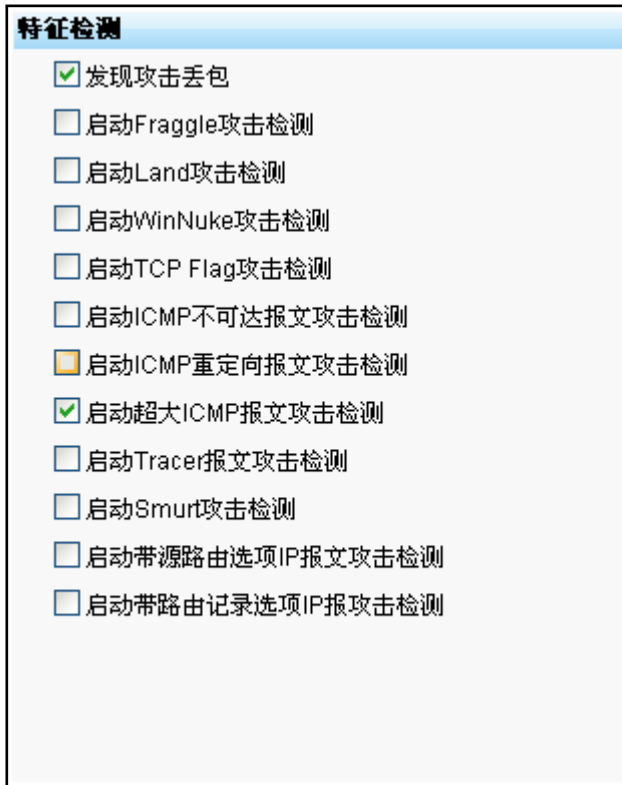 特征检测
发现攻击丢包
启动Fraggle攻击检测
启动Land攻击检测
启动WinNuke攻击检测
启动TCP Flag攻击检测
启动ICMP不可达报文攻击检测
启动ICMP重定向报文攻击检测
启动超大ICMP报文攻击检测
启动Tracer报文攻击检测
启动Smurt攻击检测
启动带源路由选项IP报文攻击检测
启动带路由记录选项IP报攻击检测